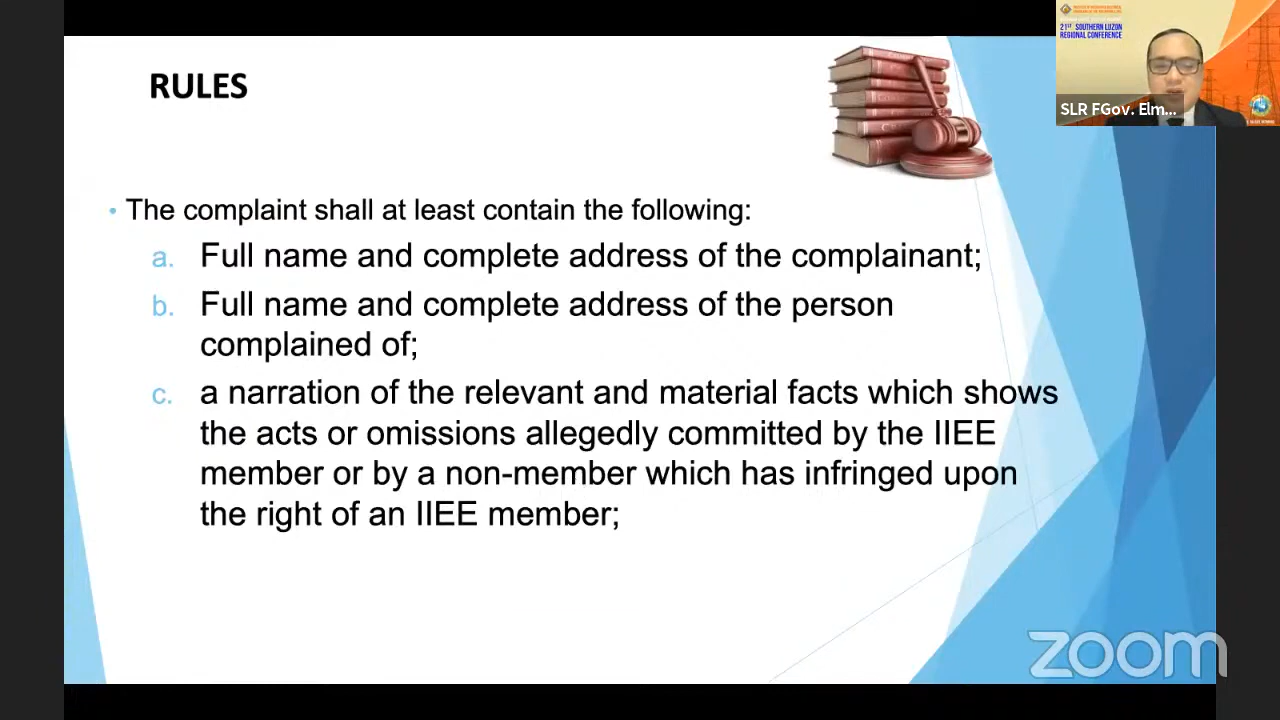 RULES
21ST SOUTHERN LUZON
REGIONAL CONFERENCE
SLR FGov. Elm...
• The complaint shall at least contain the following:
a. Full name and complete address of the complainant;
b. Full name and complete address of the person
complained of;
c. a narration of the relevant and material facts which shows
the acts or omissions allegedly committed by the IIEE
member or by a non-member which has infringed upon
the right of an IIEE member;
zoom